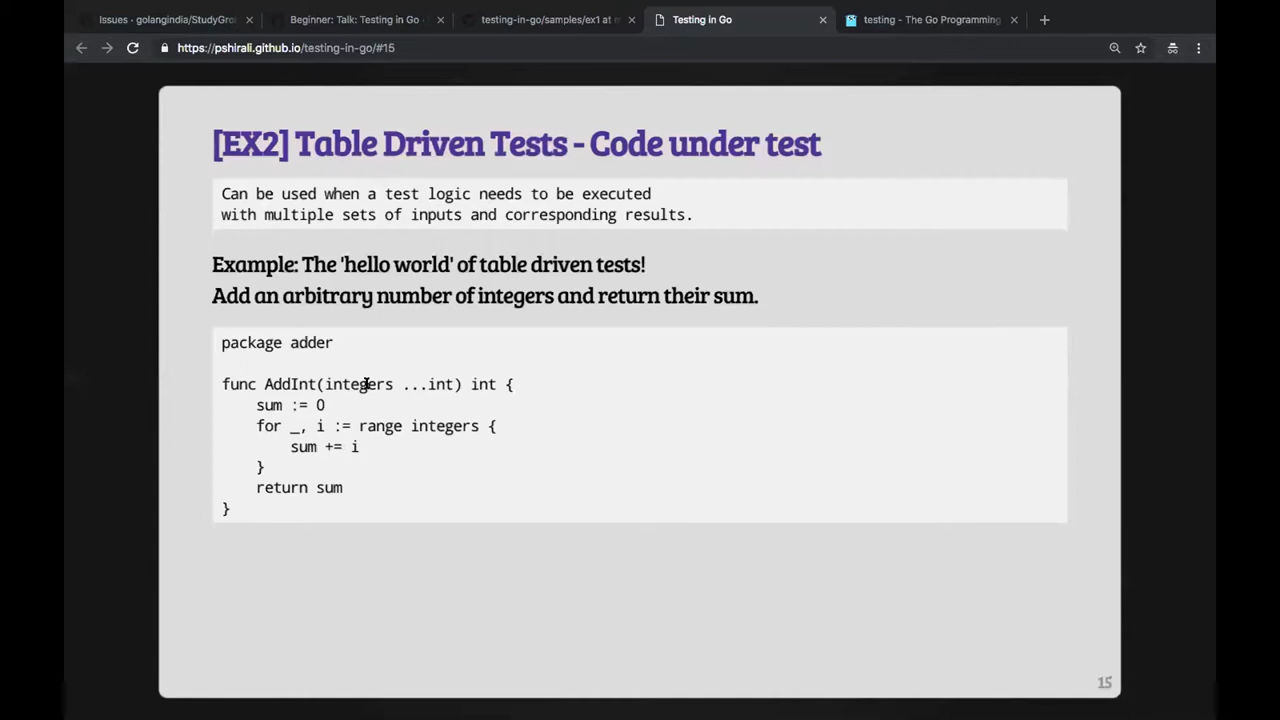 Issues · golangindia/StudyGro
Beginner: Talk: Testing in Go ·
testing-in-go/samples/ex1 at m
Testing in Go
testing - The Go Programming
https://pshirali.github.io/testing-in-go/#15
[EX2] Table Driven Tests - Code under test
Can be used when a test logic needs to be executed
with multiple sets of inputs and corresponding results.
Example: The 'hello world' of table driven tests!
Add an arbitrary number of integers and return their sum.
package adder
func AddInt(integers ...int) int {
    sum := 0
    for _, i := range integers {
        sum += i
    }
    return sum
}
15